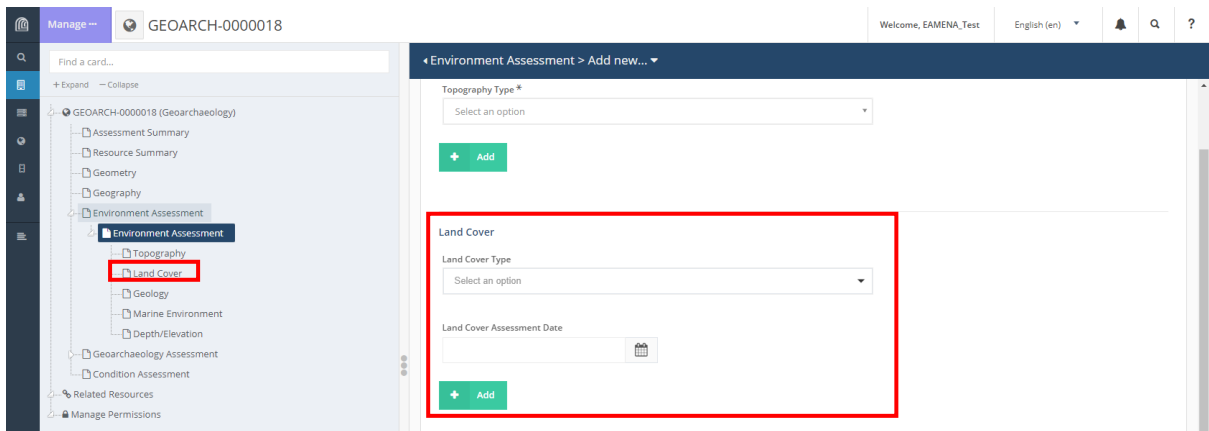 Manage ...
GEOARCH-0000018
Welcome, EAMENA_Test
English (en)
?
Find a card...
+ Expand − Collapse
GEOARCH-0000018 (Geoarchaeology)
Assessment Summary
Resource Summary
Geometry
Geography
Environment Assessment
Environment Assessment
Topography
Land Cover
Geology
Marine Environment
Depth/Elevation
Geoarchaeology Assessment
Condition Assessment
Related Resources
Manage Permissions
Environment Assessment > Add new...
Topography Type *
Select an option
+ Add
Land Cover
Land Cover Type
Select an option
Land Cover Assessment Date
+ Add